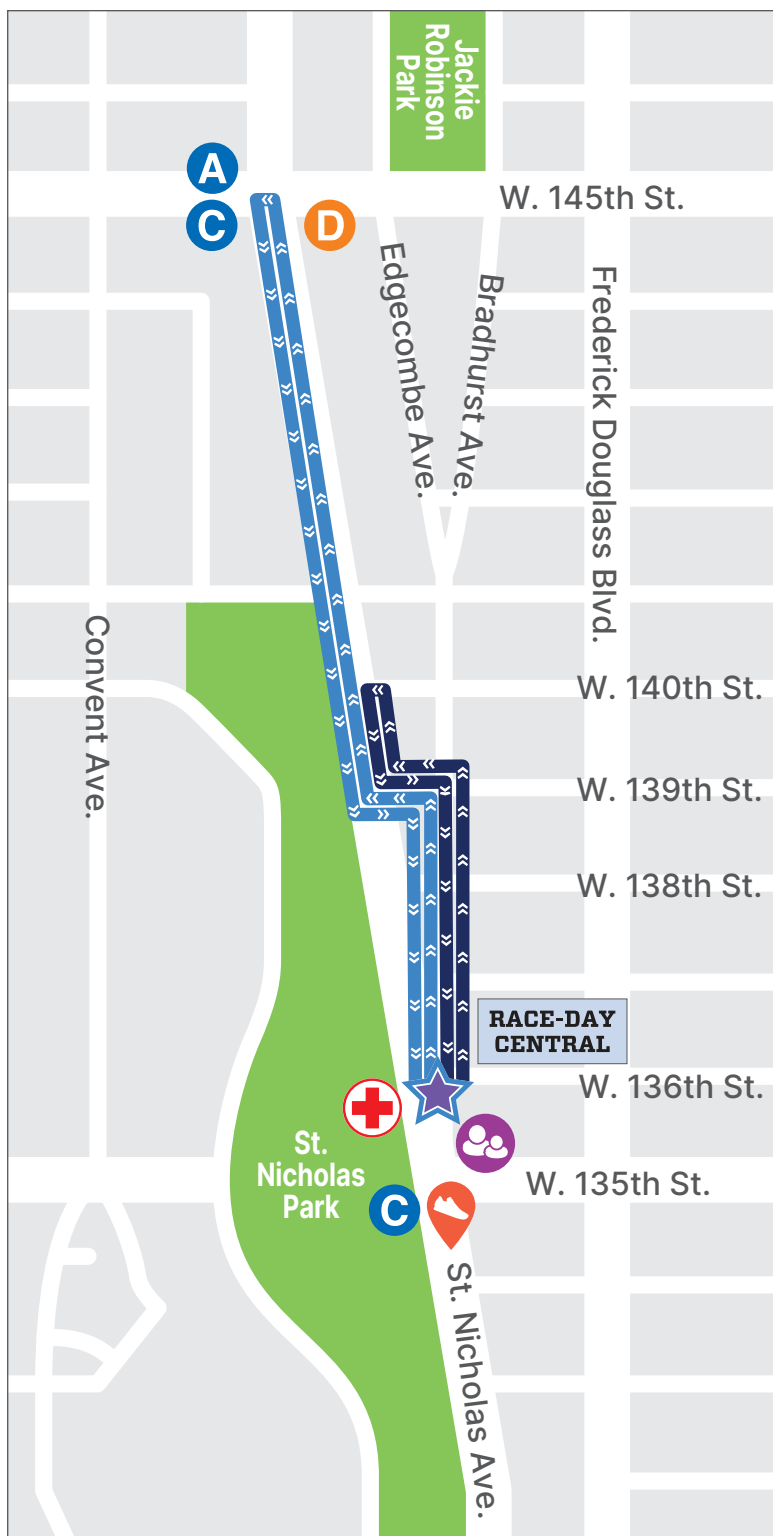 Jackie
Robinson
Park
A
C
D
W. 145th St.
Edgecombe Ave.
Bradhurst Ave.
Frederick Douglass Blvd.
Convent Ave.
W. 140th St.
W. 139th St.
W. 138th St.
RACE-DAY
CENTRAL
W. 136th St.
St.
Nicholas
Park
W. 135th St.
C
St. Nicholas Ave.